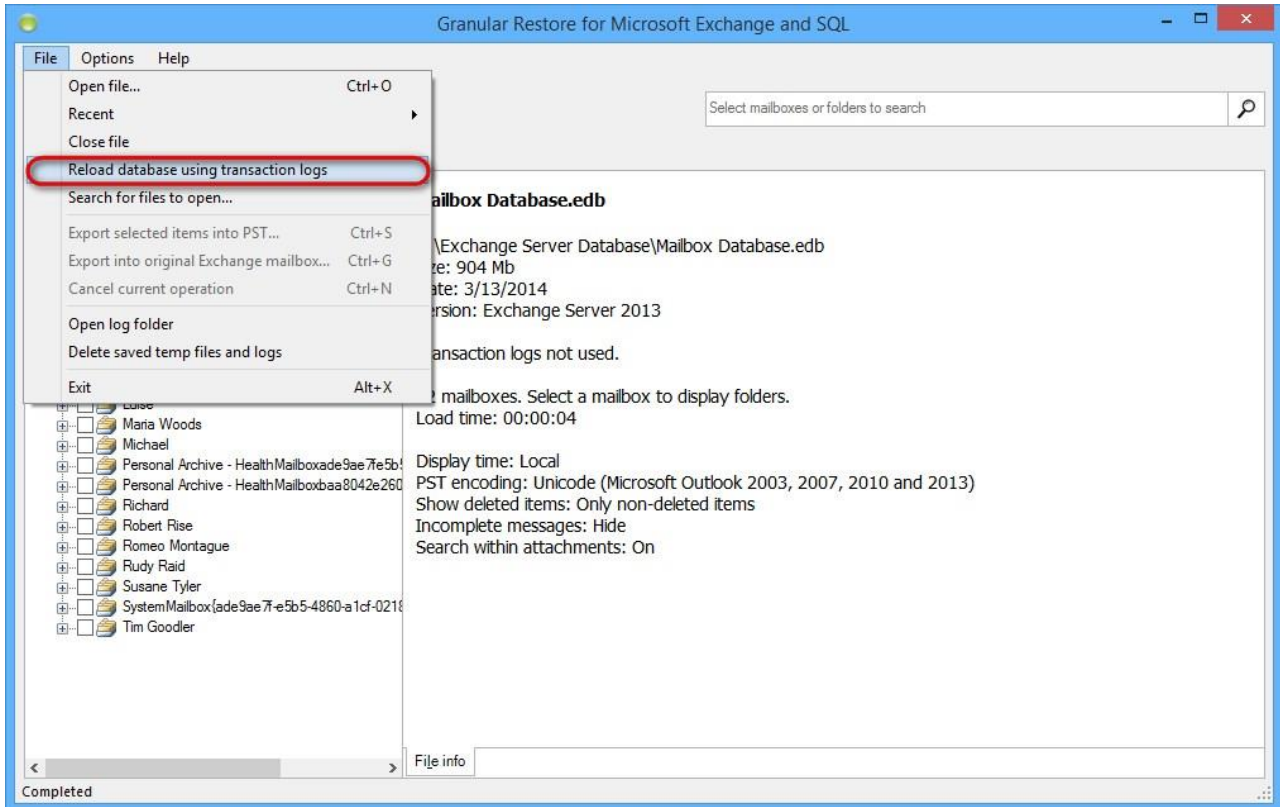 Granular Restore for Microsoft Exchange and SQL
File Options Help
Open file... Ctrl+O
Recent
Close file
Reload database using transaction logs
Search for files to open...
Export selected items into PST... Ctrl+S
Export into original Exchange mailbox... Ctrl+G
Cancel current operation Ctrl+N
Open log folder
Delete saved temp files and logs
Exit Alt+X
Select mailboxes or folders to search
Maria Woods
Michael
Personal Archive - HealthMailboxade9ae7fe5b5
Personal Archive - HealthMailboxbaa8042e260
Richard
Robert Rise
Romeo Montague
Rudy Raid
Susane Tyler
SystemMailbox{ade9ae7f-e5b5-4860-a1cf-0218
Tim Goodler
ailbox Database.edb
\Exchange Server Database\Mailbox Database.edb
ze: 904 Mb
ate: 3/13/2014
ersion: Exchange Server 2013
ansaction logs not used.
2 mailboxes. Select a mailbox to display folders.
Load time: 00:00:04
Display time: Local
PST encoding: Unicode (Microsoft Outlook 2003, 2007, 2010 and 2013)
Show deleted items: Only non-deleted items
Incomplete messages: Hide
Search within attachments: On
File info
Completed